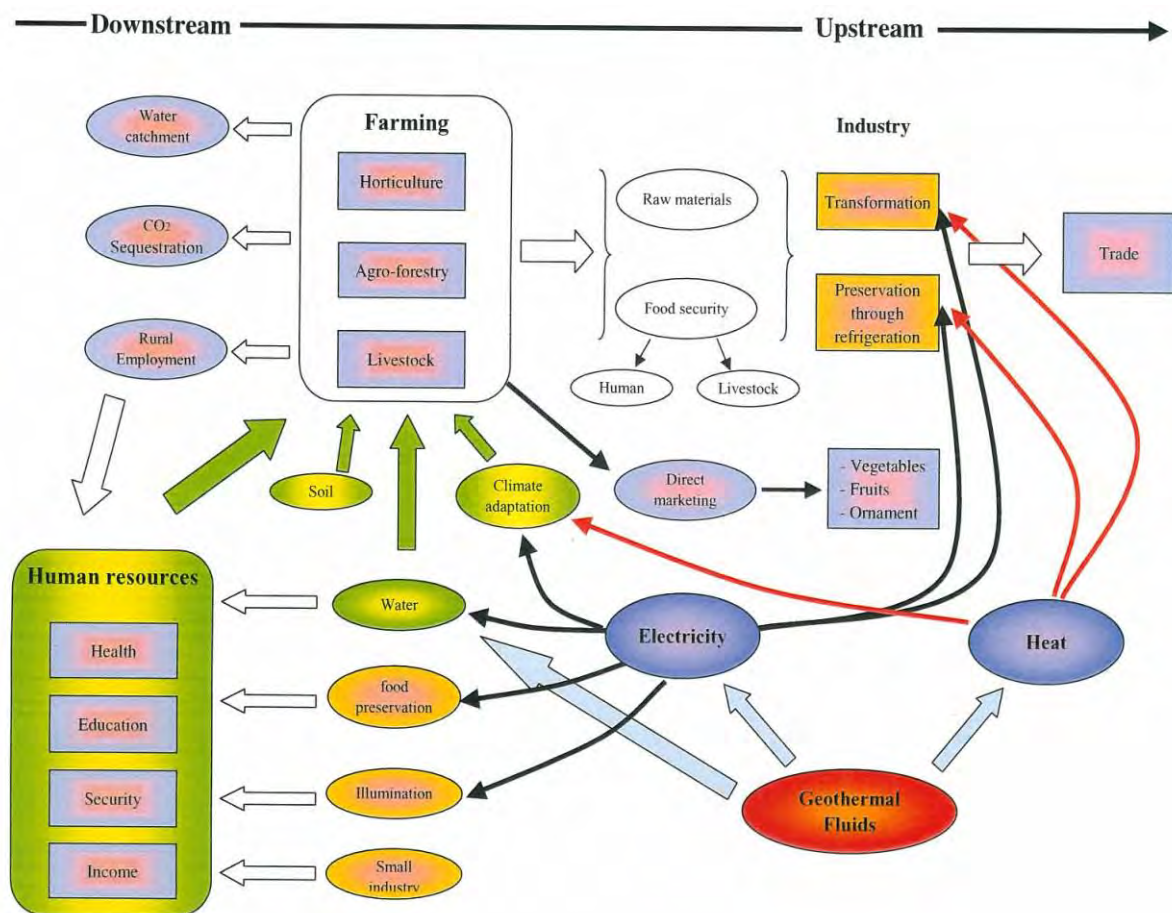 Downstream
Upstream
Water
catchment
Farming
Industry
Horticulture
Raw materials
Transformation
CO2
Sequestration
Agro-forestry
Trade
Food security
Preservation
through
refrigeration
Rural
Employment
Livestock
Human
Livestock
Soil
Climate
adaptation
Direct
marketing
- Vegetables
- Fruits
- Ornament
Human resources
Water
Electricity
Heat
Health
food
preservation
Education
Security
Illumination
Geothermal
Fluids
Income
Small
industry